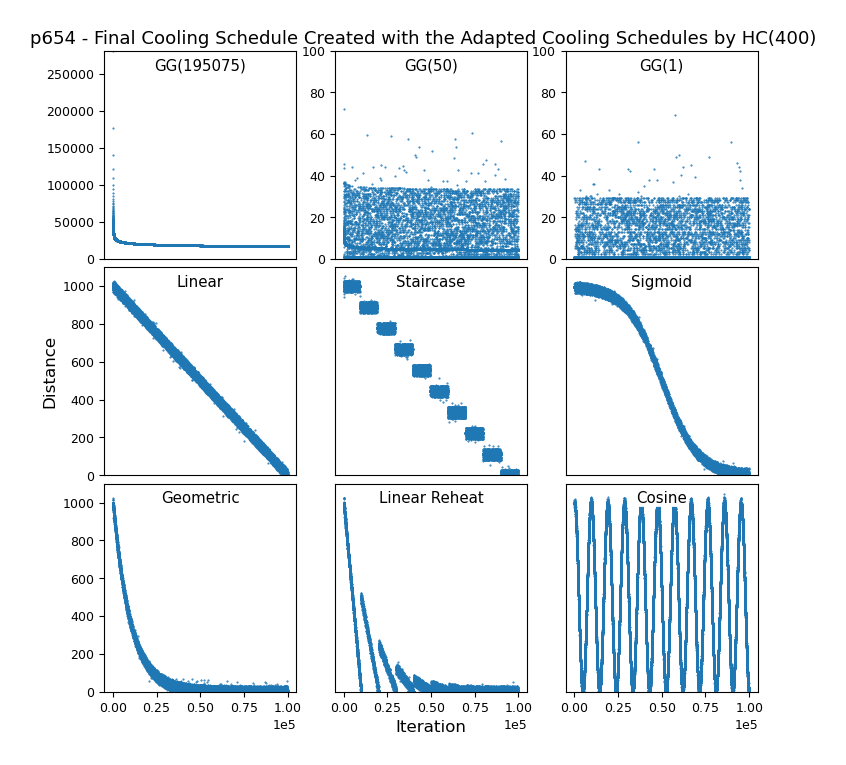 p654 - Final Cooling Schedule Created with the Adapted Cooling Schedules by HC(400)
GG(195075)
GG(50)
GG(1)
250000
200000
150000
100000
50000
0
100
80
60
40
20
0
100
80
60
40
20
0
Linear
Staircase
Sigmoid
1000
800
600
400
200
0
Distance
Geometric
Linear Reheat
Cosine
1000
800
600
400
200
0
0.00 0.25 0.50 0.75 1.00
1e5
0.00 0.25 0.50 0.75 1.00
1e5
0.00 0.25 0.50 0.75 1.00
1e5
Iteration